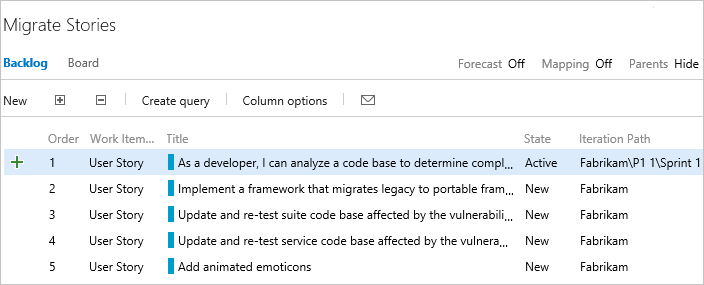 Migrate Stories
Backlog Board Forecast Off Mapping Off Parents Hide
New Create query Column options
Order Work Item... Title State Iteration Path
1 User Story As a developer, I can analyze a code base to determine compl... Active Fabrikam\P1 1\Sprint 1
2 User Story Implement a framework that migrates legacy to portable fram... New Fabrikam
3 User Story Update and re-test suite code base affected by the vulnerabili... New Fabrikam
4 User Story Update and re-test service code base affected by the vulnera... New Fabrikam
5 User Story Add animated emoticons New Fabrikam